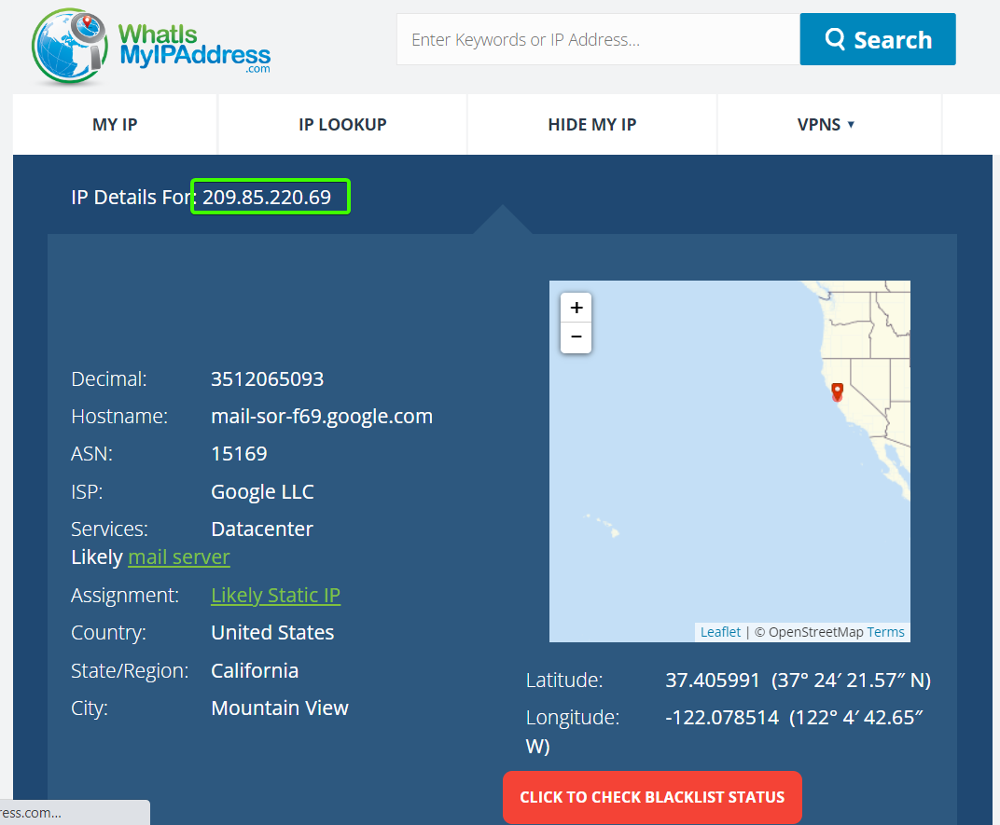 WhatIs
MyIPAddress
.com
Enter Keywords or IP Address...
Search
MY IP
IP LOOKUP
HIDE MY IP
VPNS ▼
IP Details For: 209.85.220.69
+
−
Decimal: 3512065093
Hostname: mail-sor-f69.google.com
ASN: 15169
ISP: Google LLC
Services: Datacenter
Likely mail server
Assignment: Likely Static IP
Country: United States
State/Region: California
City: Mountain View
Leaflet | © OpenStreetMap Terms
Latitude: 37.405991 (37° 24′ 21.57″ N)
Longitude: -122.078514 (122° 4′ 42.65″
W)
CLICK TO CHECK BLACKLIST STATUS
ress.com...